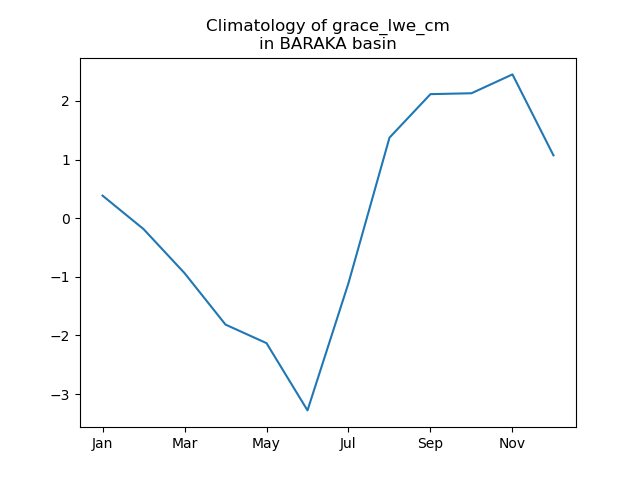 Climatology of grace_lwe_cm
in BARAKA basin
2
1
0
−1
−2
−3
Jan
Mar
May
Jul
Sep
Nov